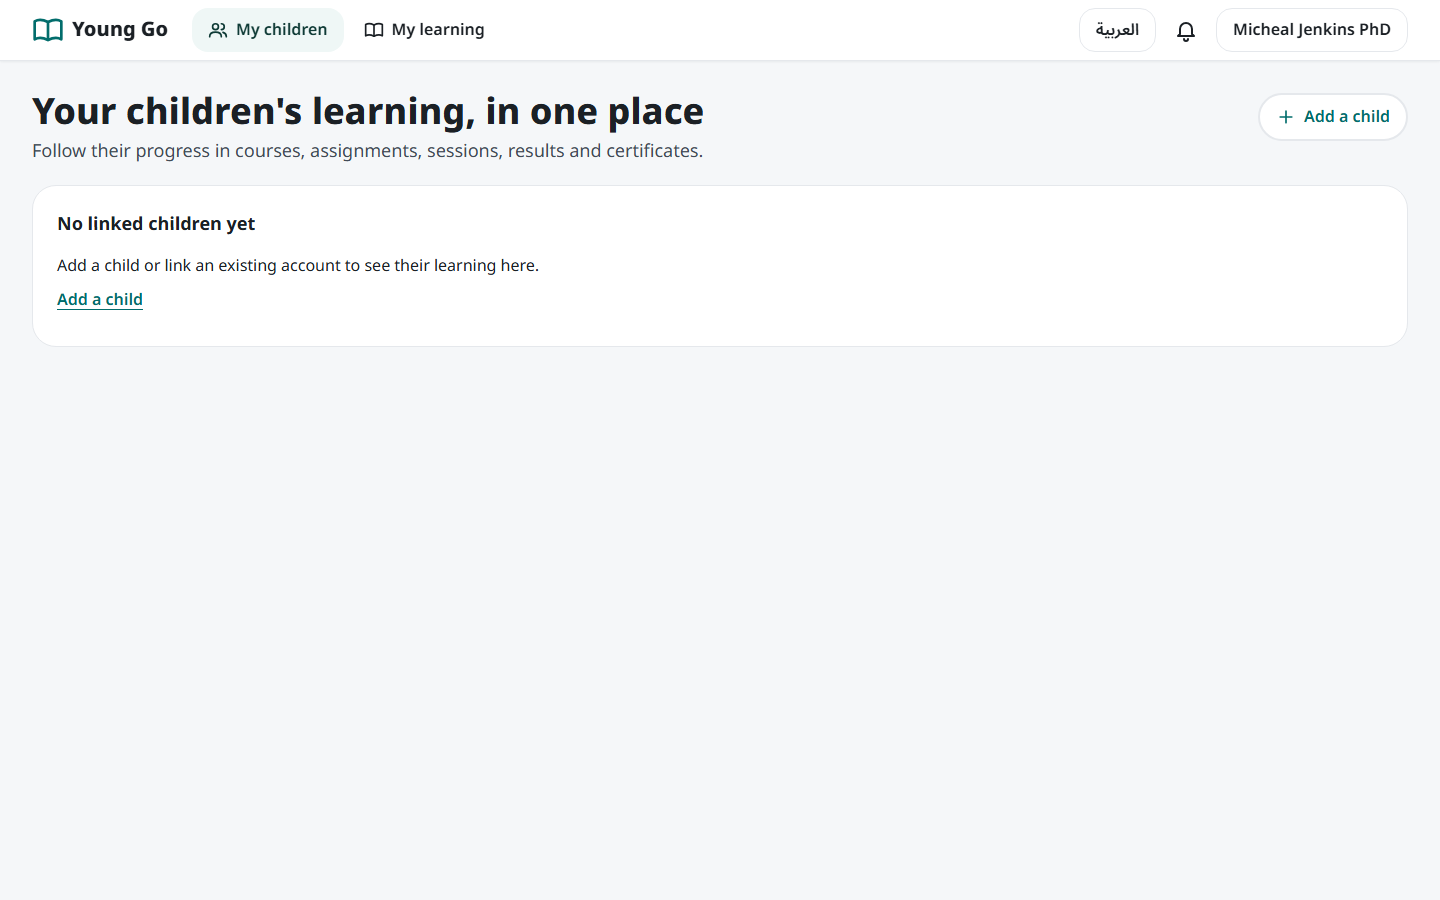 Young Go
My children
My learning
العربية
Micheal Jenkins PhD
Your children's learning, in one place
Add a child
Follow their progress in courses, assignments, sessions, results and certificates.
No linked children yet
Add a child or link an existing account to see their learning here.
Add a child